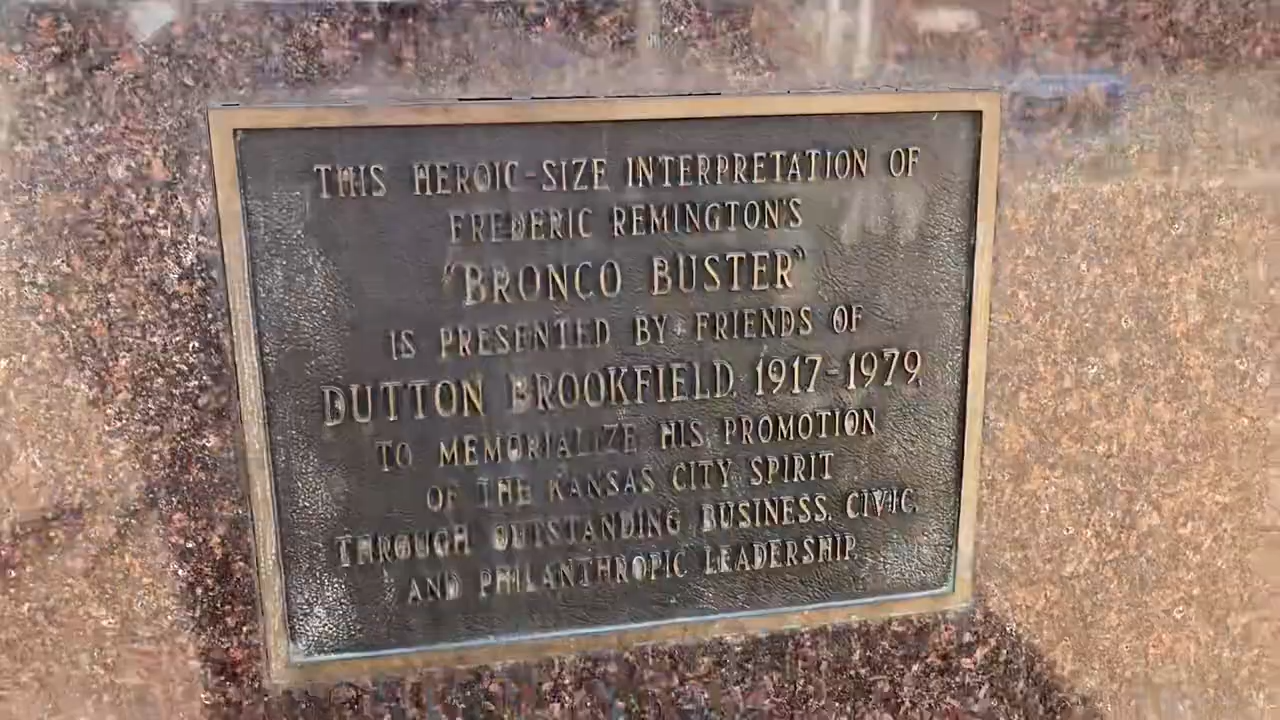 THIS HEROIC-SIZE INTERPRETATION OF
FREDERIC REMINGTON'S
"BRONCO BUSTER"
IS PRESENTED BY FRIENDS OF
DUTTON BROOKFIELD, 1917-1979,
TO MEMORIALIZE HIS PROMOTION
OF THE KANSAS CITY SPIRIT
THROUGH OUTSTANDING BUSINESS, CIVIC,
AND PHILANTHROPIC LEADERSHIP.